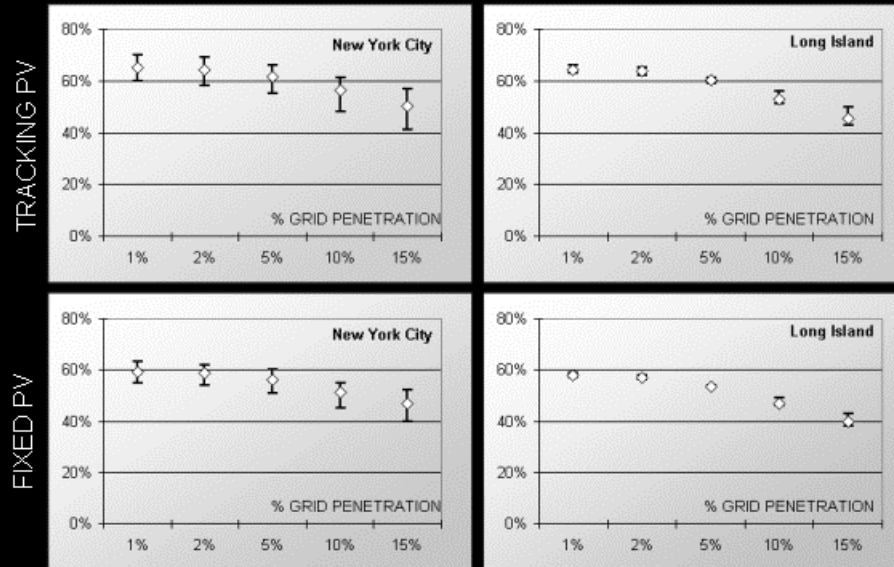 TRACKING PV
80%
New York City
60%
40%
20%
% GRID PENETRATION
0%
1% 2% 5% 10% 15%
80%
Long Island
60%
40%
20%
% GRID PENETRATION
0%
1% 2% 5% 10% 15%
FIXED PV
80%
New York City
60%
40%
20%
% GRID PENETRATION
0%
1% 2% 5% 10% 15%
80%
Long Island
60%
40%
20%
% GRID PENETRATION
0%
1% 2% 5% 10% 15%